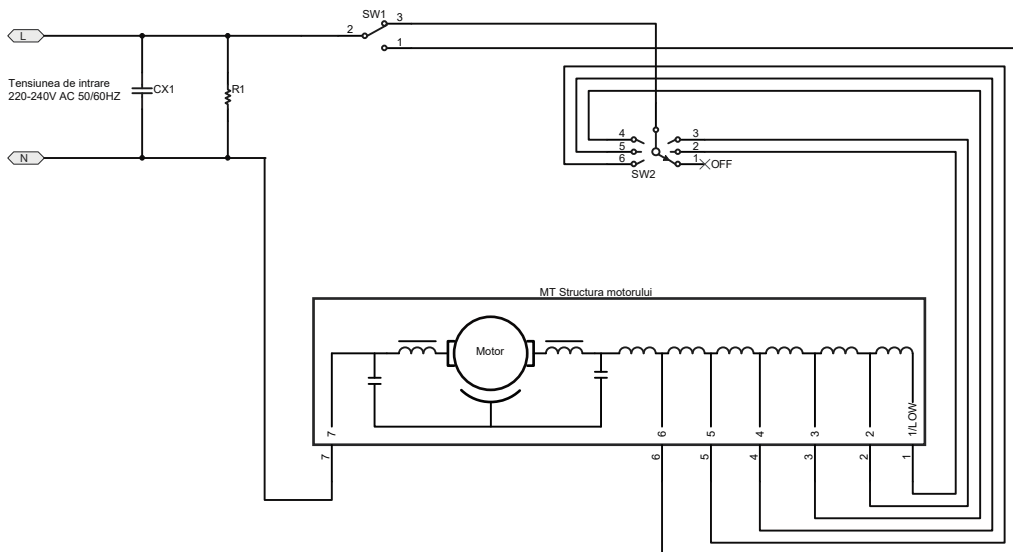 SW1
3
2
1
L
Tensiunea de intrare
220-240V AC 50/60HZ
CX1
R1
N
4
3
5
2
6
1
OFF
SW2
MT Structura motorului
Motor
7
6
5
4
3
2
1/LOW
7
6
5
4
3
2
1